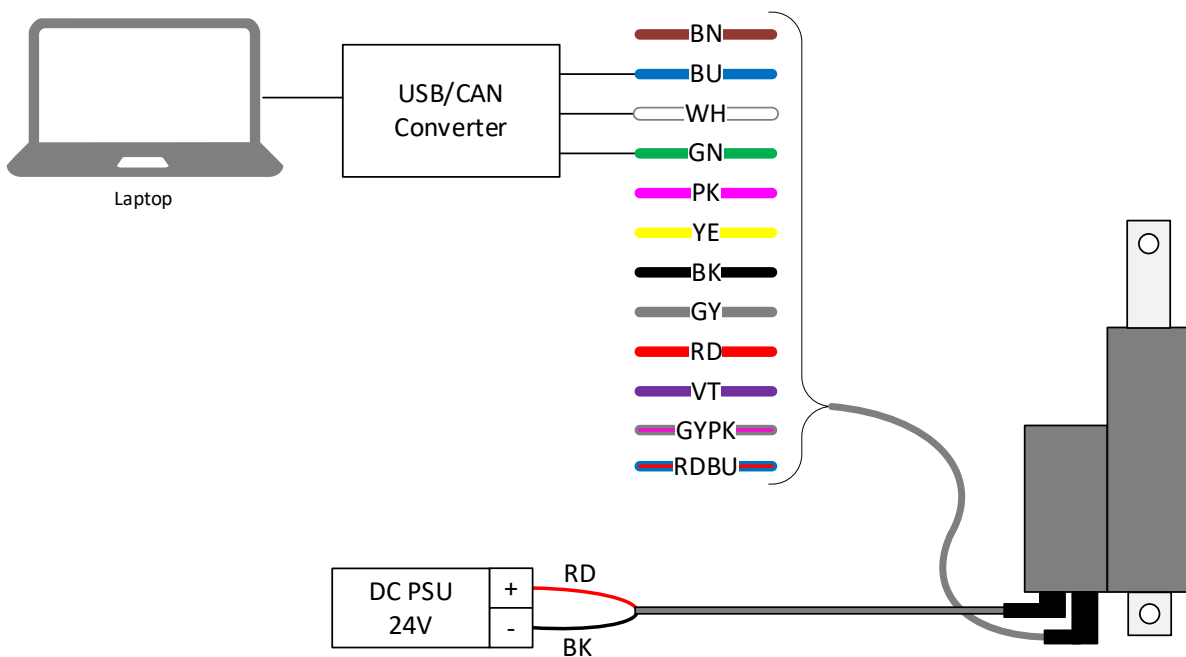 BN
BU
USB/CAN
Converter
WH
GN
PK
Laptop
YE
BK
GY
RD
VT
GYPK
RDBU
RD
DC PSU
24V
+
-
BK